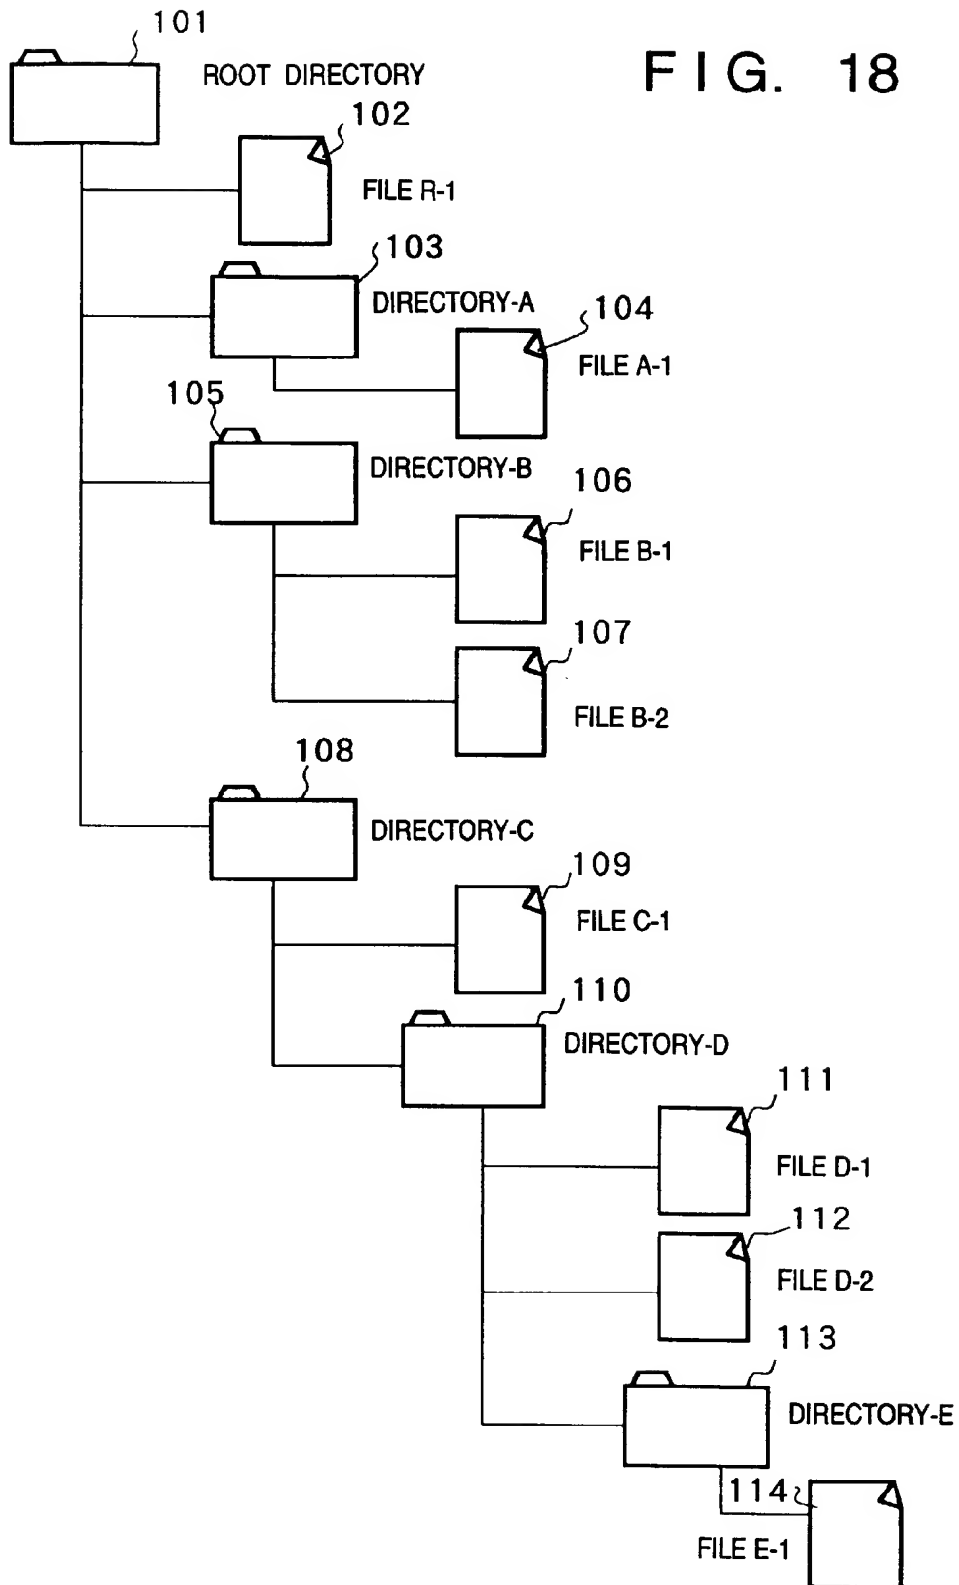 101
FIG. 18
ROOT DIRECTORY
102
FILE R-1
103
DIRECTORY-A
104
FILE A-1
105
DIRECTORY-B
106
FILE B-1
107
FILE B-2
108
DIRECTORY-C
109
FILE C-1
110
DIRECTORY-D
111
FILE D-1
112
FILE D-2
113
DIRECTORY-E
114
FILE E-1